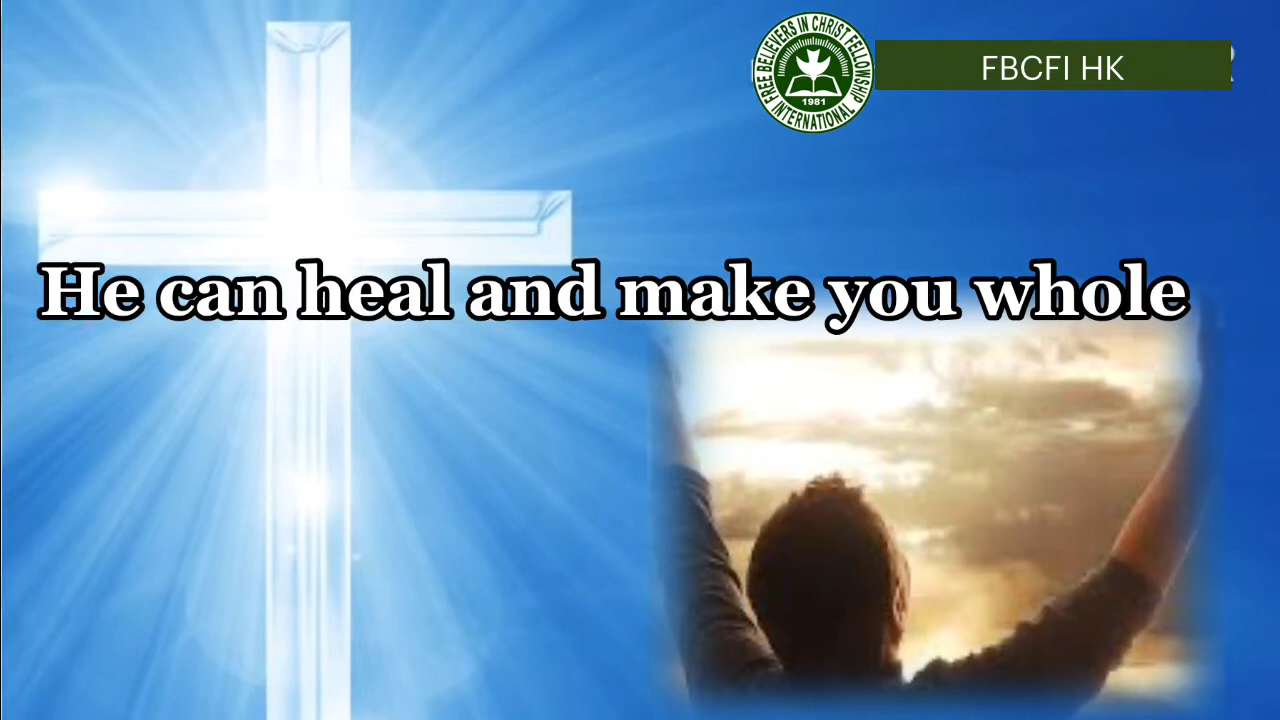 FREE BELIEVERS IN CHRIST FELLOWSHIP
INTERNATIONAL
1981
FBCFI HK
He can heal and make you whole